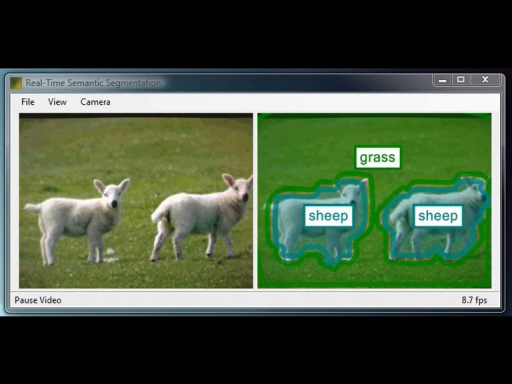 Real-Time Semantic Segmentation
File View Camera
grass
sheep sheep
Pause Video 8.7 fps